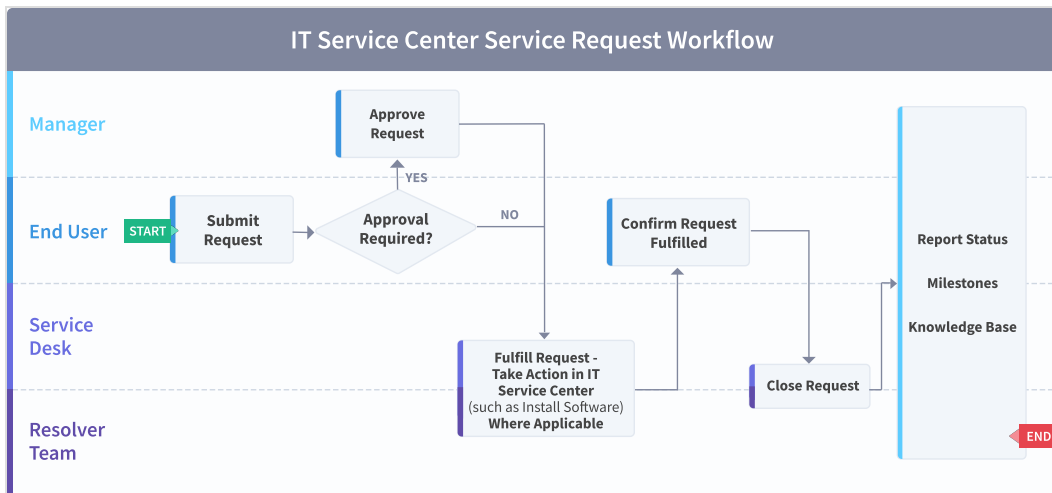 IT Service Center Service Request Workflow
Manager
Approve
Request
YES
End User
START
Submit
Request
Approval
Required?
NO
Confirm Request
Fulfilled
Report Status
Milestones
Knowledge Base
Service
Desk
Fulfill Request -
Take Action in IT
Service Center
(such as Install Software)
Where Applicable
Close Request
Resolver
Team
END